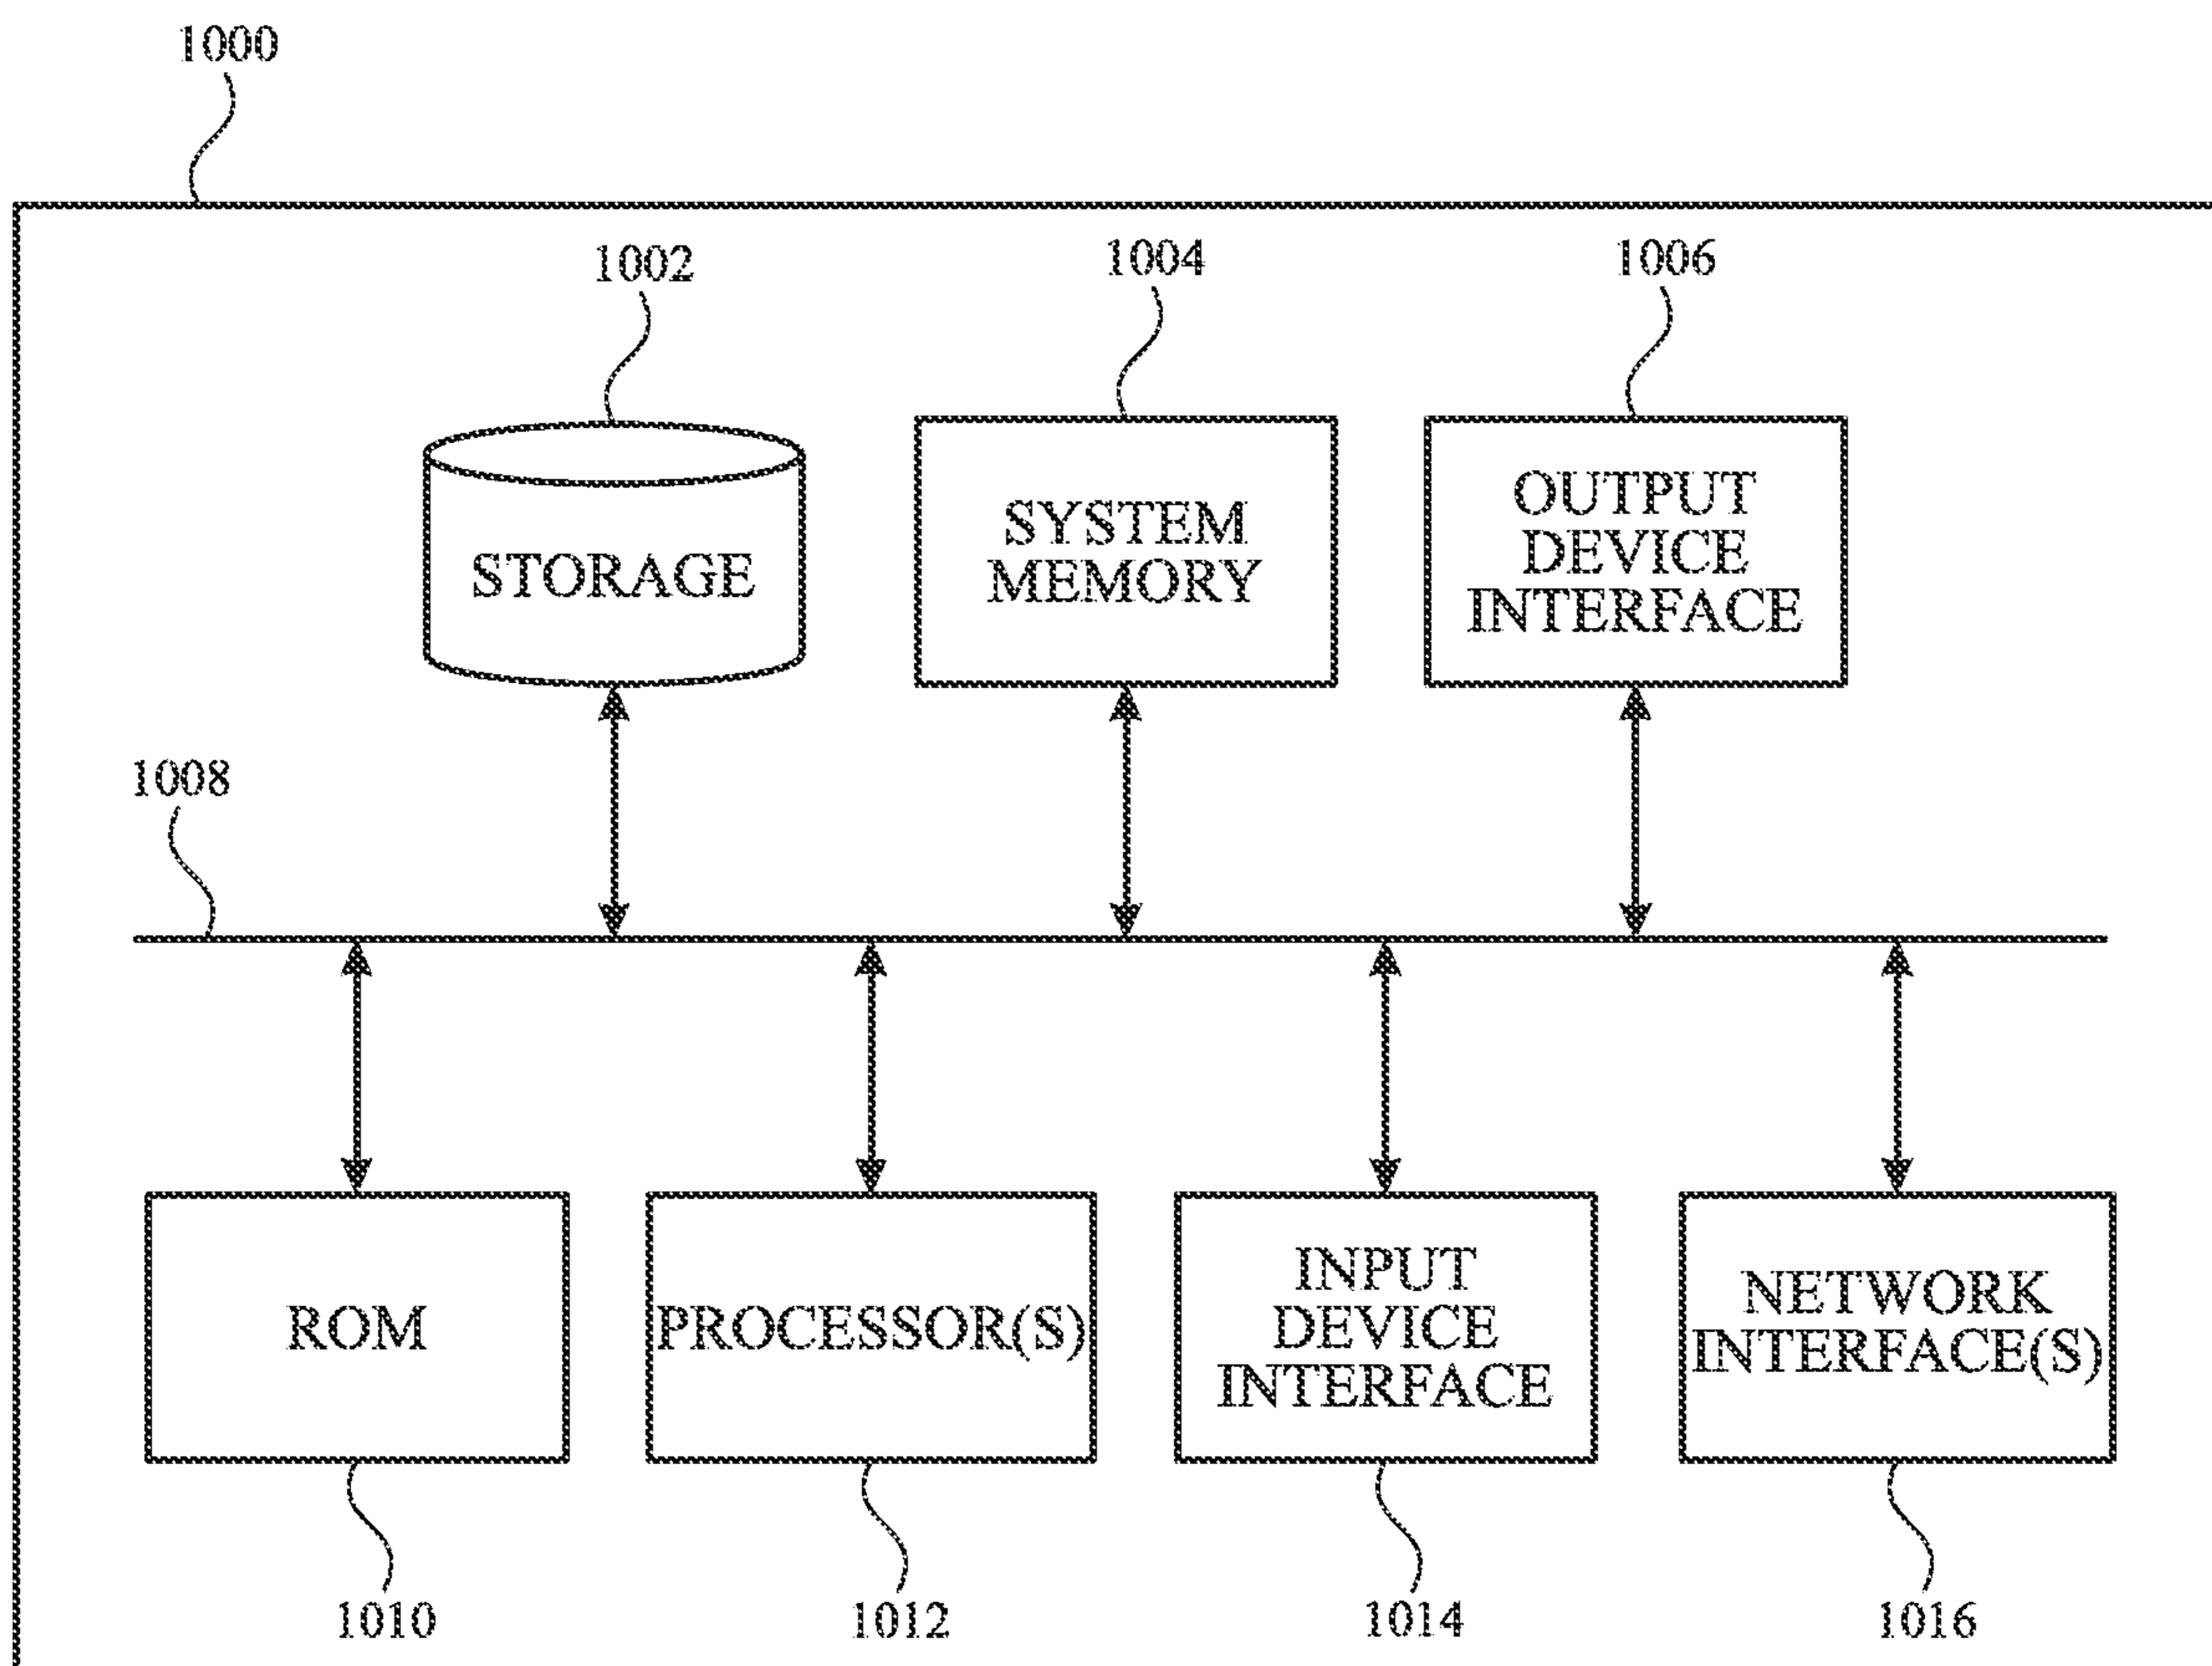 1000
1002
1004
1006
STORAGE
SYSTEM
MEMORY
OUTPUT
DEVICE
INTERFACE
1008
ROM
PROCESSOR(S)
INPUT
DEVICE
INTERFACE
NETWORK
INTERFACE(S)
1010
1012
1014
1016